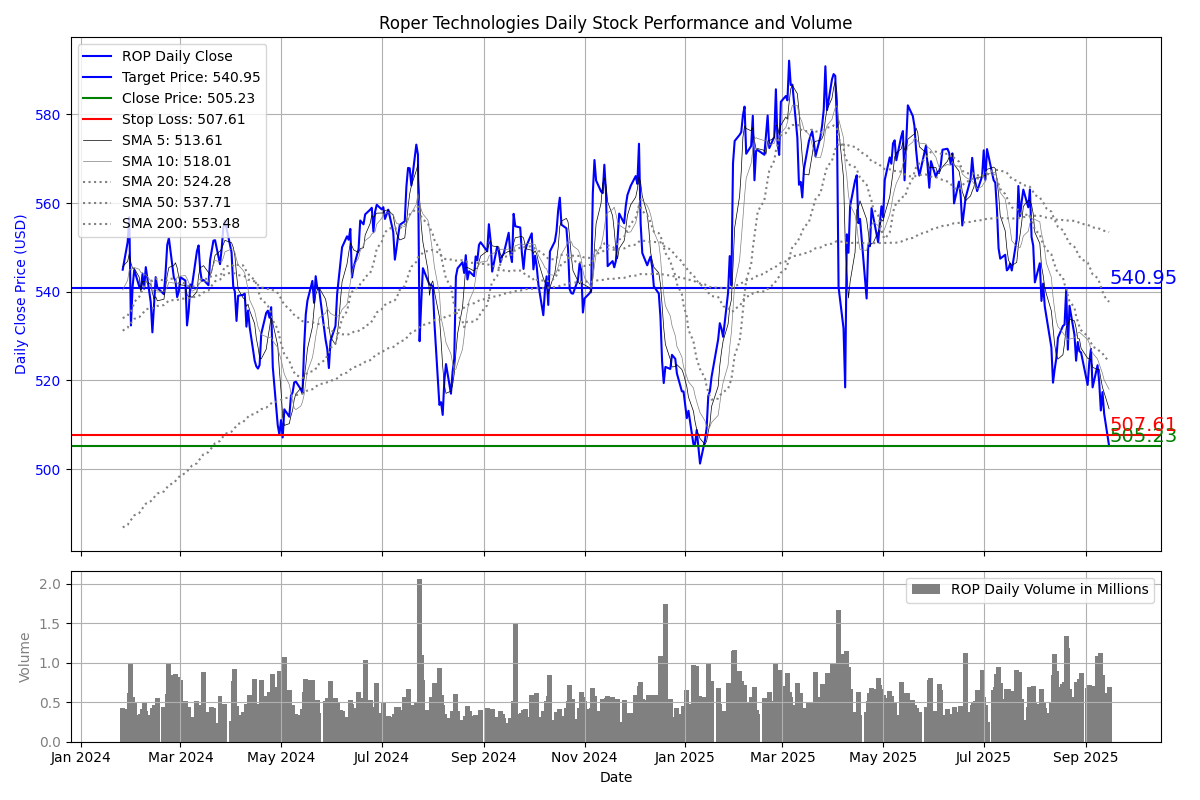 Roper Technologies Daily Stock Performance and Volume
ROP Daily Close
Target Price: 540.95
Close Price: 505.23
Stop Loss: 507.61
SMA 5: 513.61
SMA 10: 518.01
SMA 20: 524.28
SMA 50: 537.71
SMA 200: 553.48
Daily Close Price (USD)
580
560
540
520
500
540.95
507.61
505.23
ROP Daily Volume in Millions
Volume
2.0
1.5
1.0
0.5
0.0
Jan 2024 Mar 2024 May 2024 Jul 2024 Sep 2024 Nov 2024 Jan 2025 Mar 2025 May 2025 Jul 2025 Sep 2025
Date